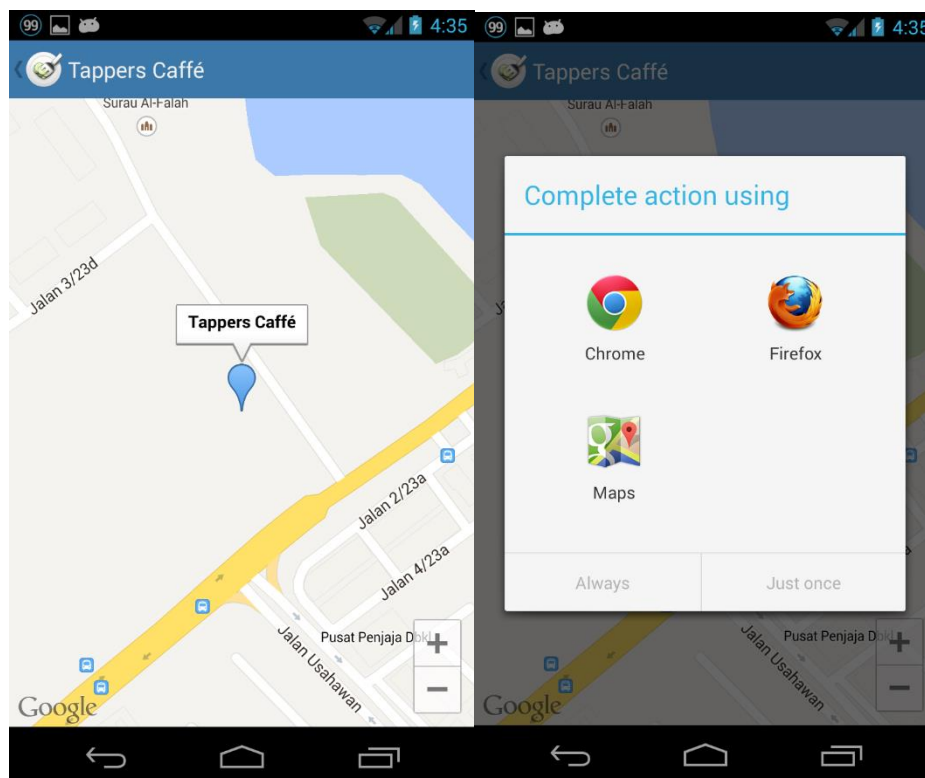 99
4:35
Tappers Caffé
Surau Al-Falah
Jalan 3/23d
Tappers Caffé
Jalan 2/23a
Jalan 4/23a
Jalan Usahawan
Pusat Penjaja Dbkl
+
−
Google
99
4:35
Tappers Caffé
Surau Al-Falah
Complete action using
Chrome
Firefox
Maps
Always
Just once
Pusat Penjaja Dbkl
Jalan Usahawan
+
−
Google